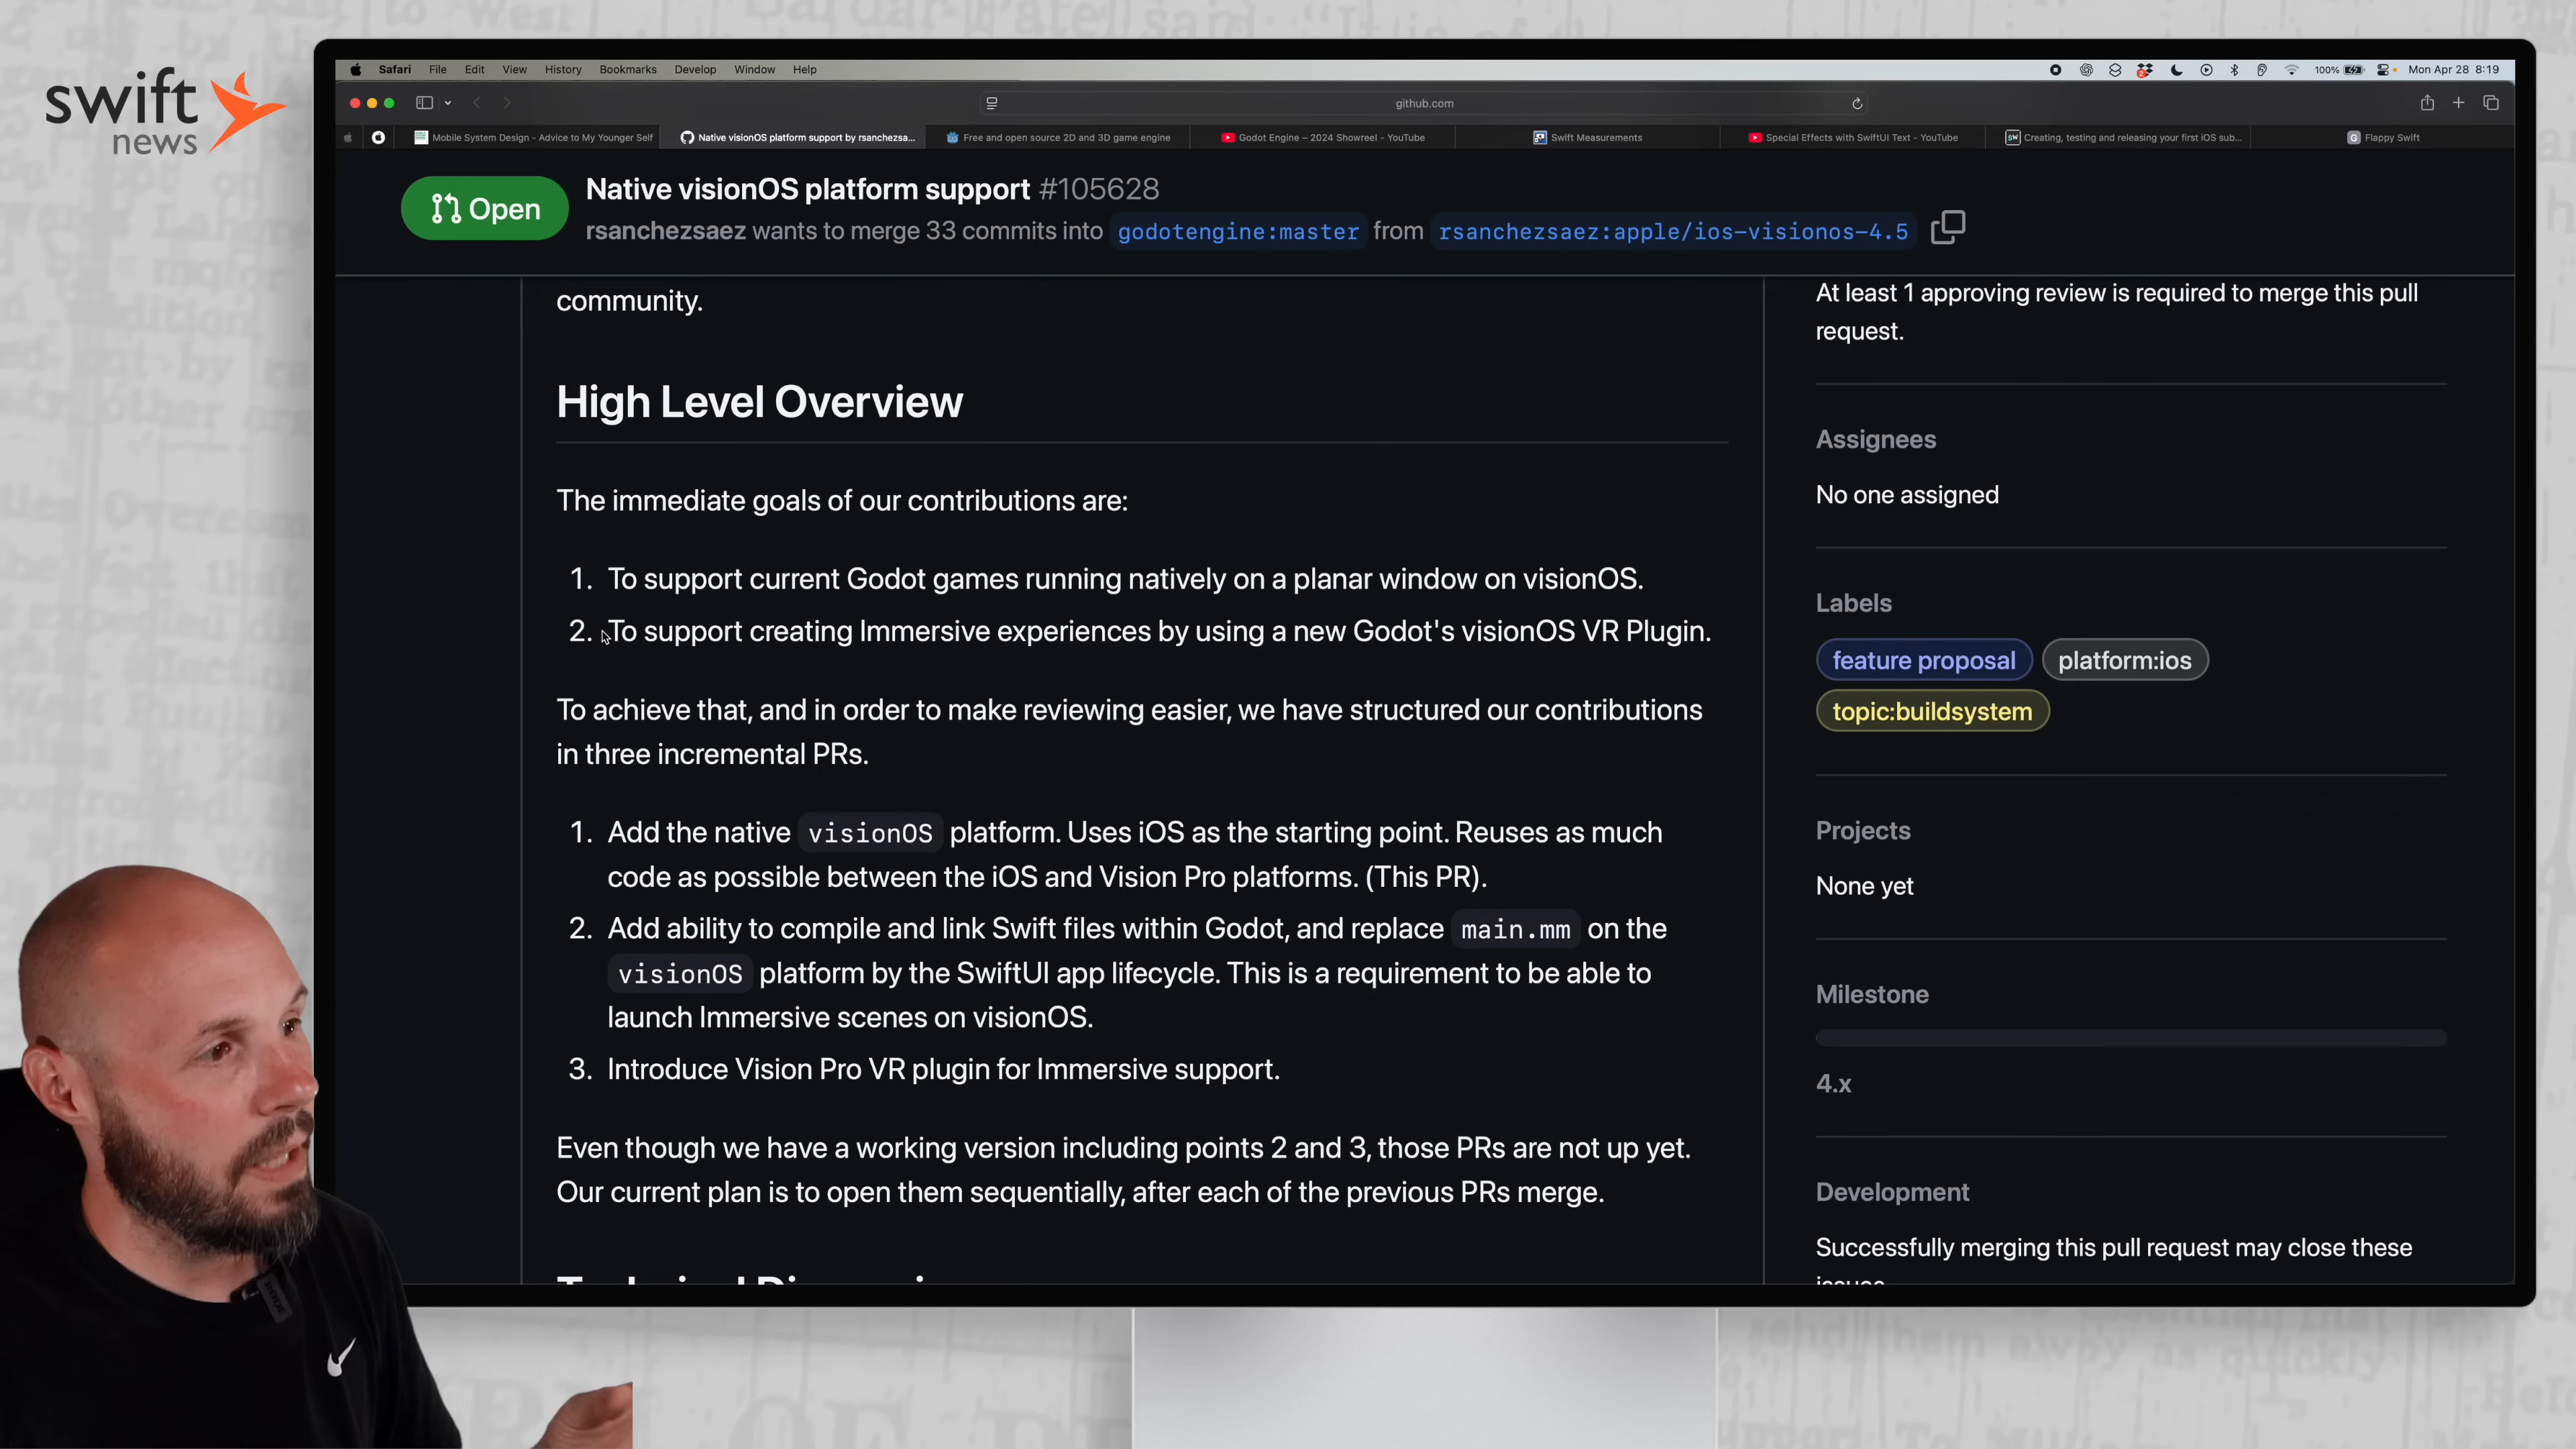 swift
news
Safari File Edit View History Bookmarks Develop Window Help
100% Mon Apr 28 8:19
github.com
Mobile System Design - Advice to My Younger Self
Native visionOS platform support by rsanchezsa...
Free and open source 2D and 3D game engine
Godot Engine – 2024 Showreel - YouTube
Swift Measurements
Special Effects with SwiftUI Text - YouTube
Creating, testing and releasing your first iOS sub...
Flappy Swift
Open
Native visionOS platform support #105628
rsanchezsaez wants to merge 33 commits into godotengine:master from rsanchezsaez:apple/ios-visionos-4.5
community.
High Level Overview
The immediate goals of our contributions are:
1. To support current Godot games running natively on a planar window on visionOS.
2. To support creating Immersive experiences by using a new Godot's visionOS VR Plugin.
To achieve that, and in order to make reviewing easier, we have structured our contributions
in three incremental PRs.
1. Add the native visionOS platform. Uses iOS as the starting point. Reuses as much
code as possible between the iOS and Vision Pro platforms. (This PR).
2. Add ability to compile and link Swift files within Godot, and replace main.mm on the
visionOS platform by the SwiftUI app lifecycle. This is a requirement to be able to
launch Immersive scenes on visionOS.
3. Introduce Vision Pro VR plugin for Immersive support.
Even though we have a working version including points 2 and 3, those PRs are not up yet.
Our current plan is to open them sequentially, after each of the previous PRs merge.
At least 1 approving review is required to merge this pull
request.
Assignees
No one assigned
Labels
feature proposal
platform:ios
topic:buildsystem
Projects
None yet
Milestone
4.x
Development
Successfully merging this pull request may close these
issues